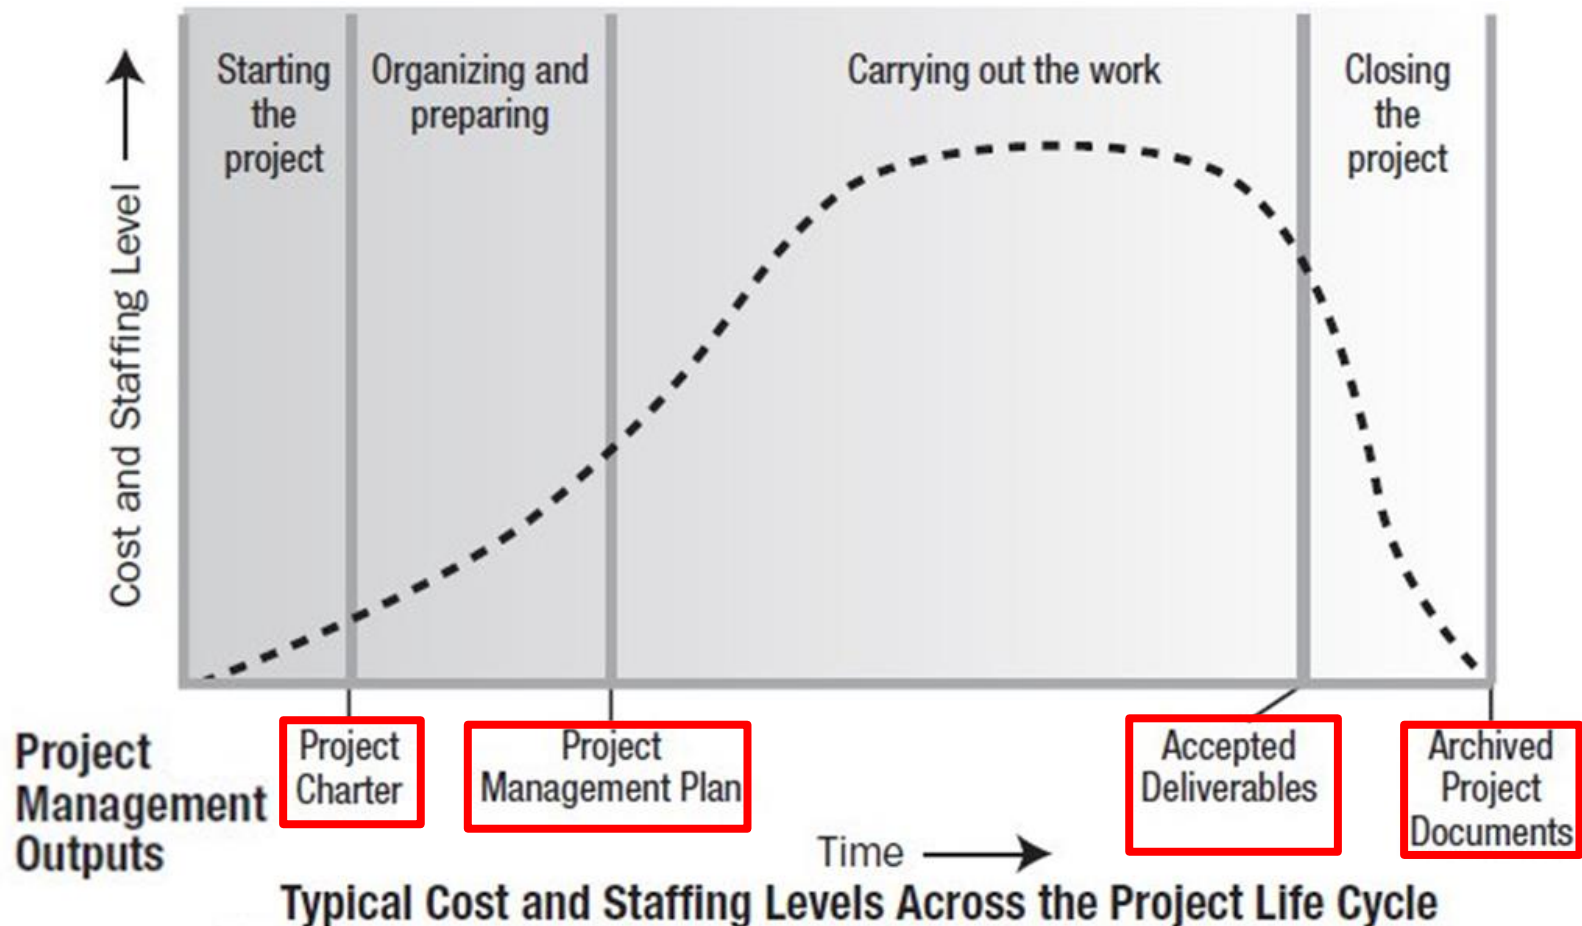 Starting
the
project
Organizing and
preparing
Carrying out the work
Closing
the
project
Cost and Staffing Level
Project
Management
Outputs
Project
Charter
Project
Management Plan
Accepted
Deliverables
Archived
Project
Documents
Time
Typical Cost and Staffing Levels Across the Project Life Cycle